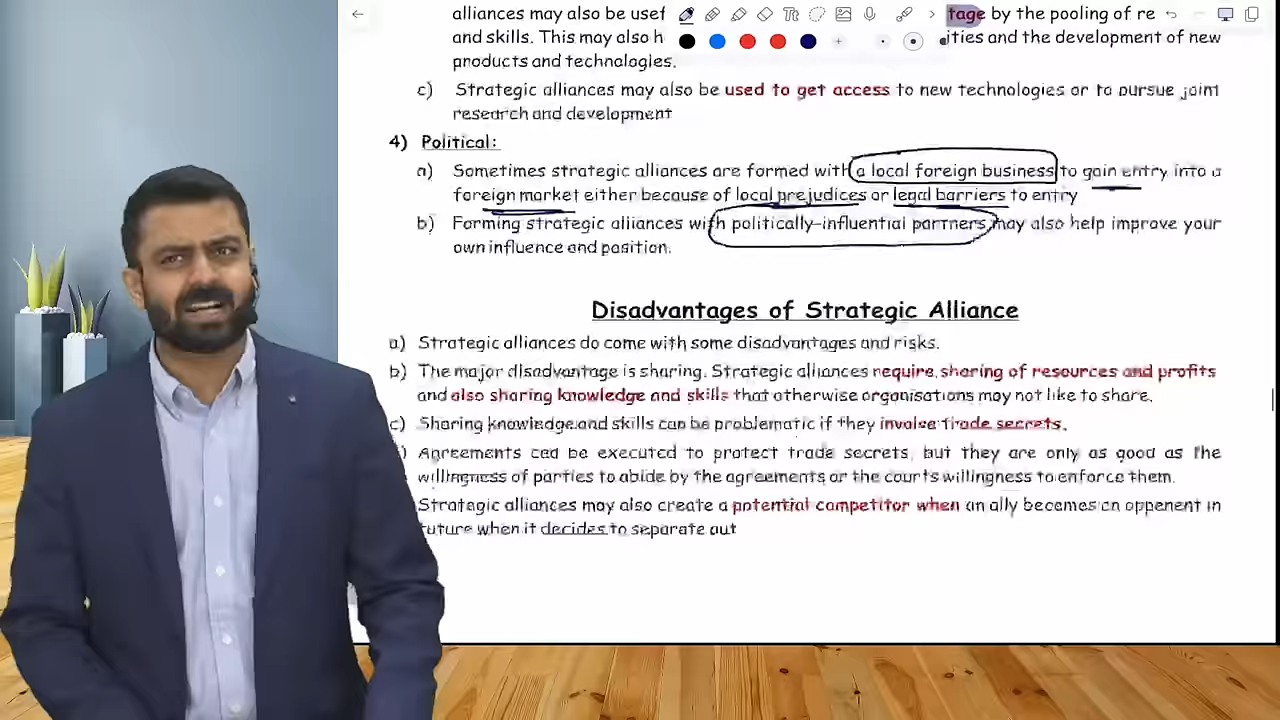 alliances may also be usef tage by the pooling of re
and skills. This may also h ities and the development of new
products and technologies.
c) Strategic alliances may also be used to get access to new technologies or to pursue joint
research and development
4) Political:
a) Sometimes strategic alliances are formed with a local foreign business to gain entry into a
foreign market either because of local prejudices or legal barriers to entry
b) Forming strategic alliances with politically-influential partners may also help improve your
own influence and position.
Disadvantages of Strategic Alliance
a) Strategic alliances do come with some disadvantages and risks.
b) The major disadvantage is sharing. Strategic alliances require sharing of resources and profits
and also sharing knowledge and skills that otherwise organisations may not like to share.
c) Sharing knowledge and skills can be problematic if they involve trade secrets.
) Agreements can be executed to protect trade secrets, but they are only as good as the
willingness of parties to abide by the agreements or the courts willingness to enforce them.
Strategic alliances may also create a potential competitor when an ally becomes an oppenent in
future when it decides to separate out